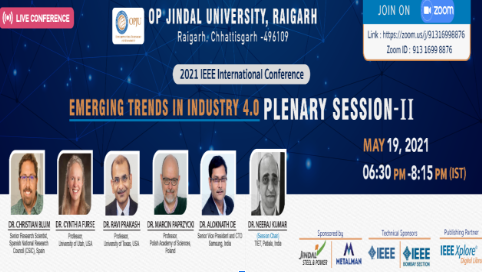 LIVE CONFERENCE
OPJU
OP JINDAL UNIVERSITY, RAIGARH
Raigarh, Chhattisgarh -496109
JOIN ON zoom
Link : https://zoom.us/j/91316998876
Zoom ID : 913 1699 8876
2021 IEEE International Conference
EMERGING TRENDS IN INDUSTRY 4.0 PLENARY SESSION-II
MAY 19, 2021
06:30 PM -8:15 PM (IST)
DR. CHRISTIAN BLUM
Senior Research Scientist,
Spanish National Research
Council (CSIC), Spain
DR. CYNTHIA FURSE
Professor,
University of Utah, USA
DR. RAVI PRAKASH
Professor,
University of Texas, USA
DR. MARCIN PAPRZYCKI
Professor,
Polish Academy of Sciences,
Poland
DR. ALOKNATH DE
Senior Vice President and CTO
Samsung, India
DR. NEERAJ KUMAR
(Session Chair)
TIET, Patiala, India
Sponsored by
JINDAL
STEEL & POWER
METALMAN
Technical Sponsors
IEEE
IEEE
BOMBAY SECTION
Publishing Partner
IEEE Xplore
Digital Library